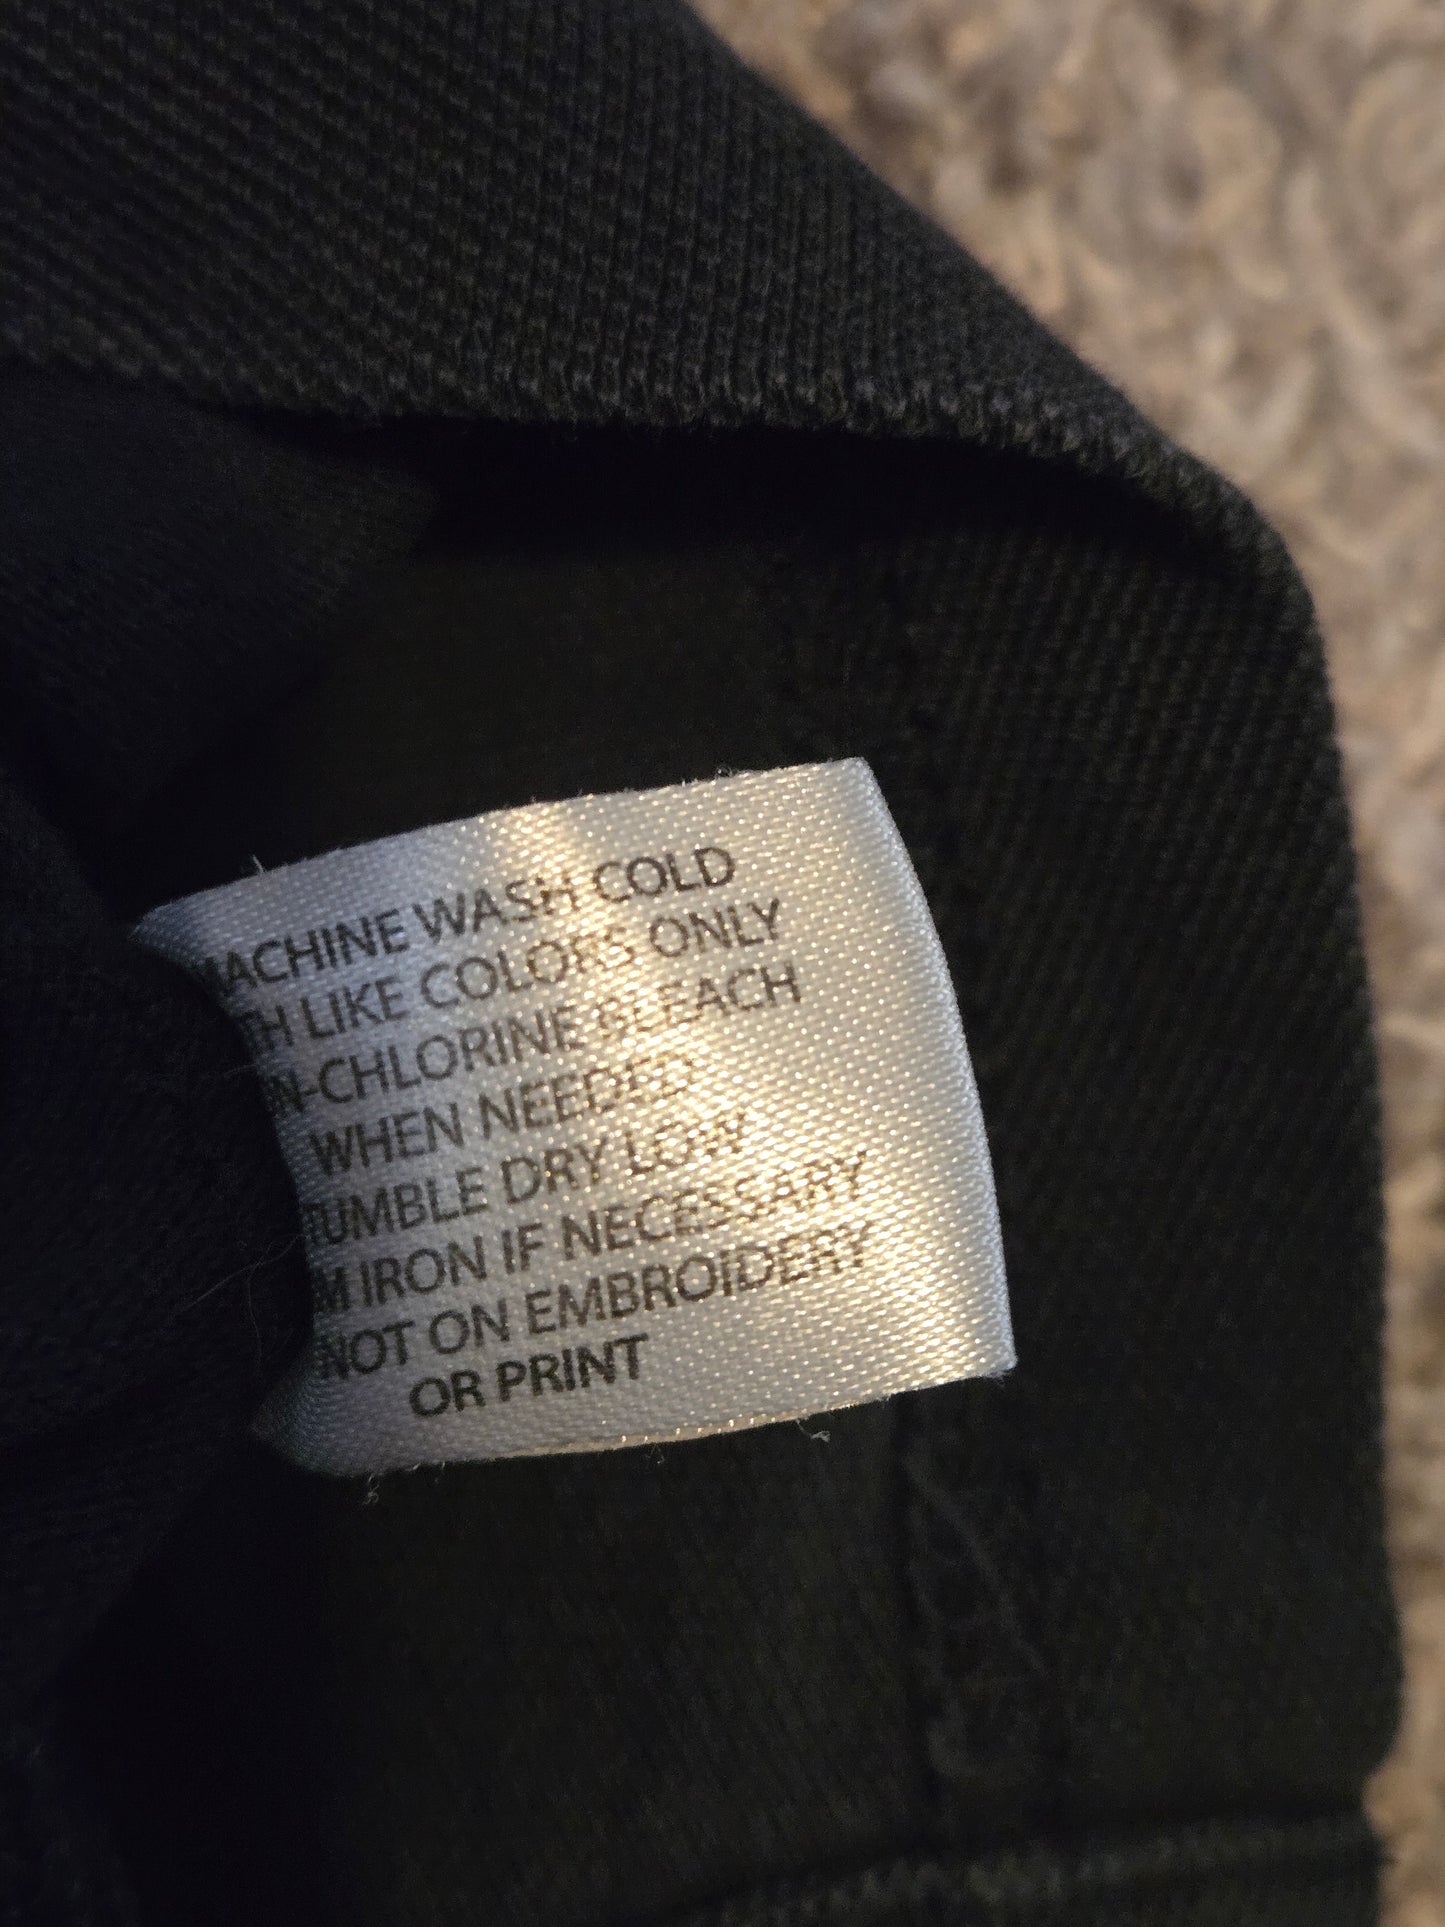 MACHINE WASH COLD
TH LIKE COLORS ONLY
N-CHLORINE BLEACH
WHEN NEEDED
TUMBLE DRY LOW
M IRON IF NECESSARY
NOT ON EMBROIDERY
OR PRINT